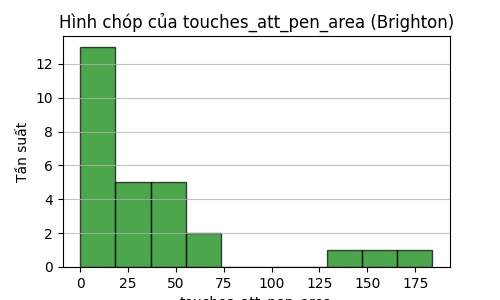 Hình chóp của touches_att_pen_area (Brighton)
Tần suất
12
10
8
6
4
2
0
0 25 50 75 100 125 150 175
touches_att_pen_area